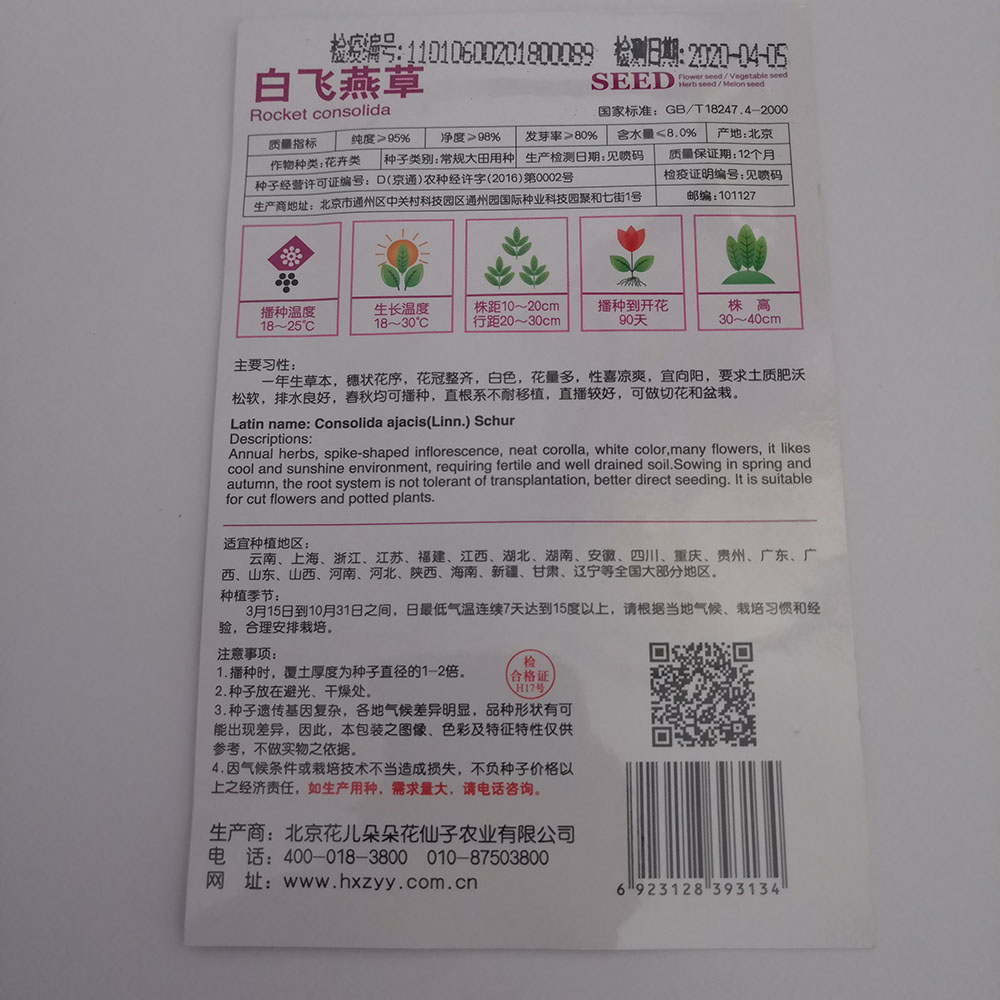 检疫编号:11010600201800089 检测日期:2020-04-05
白飞燕草
Rocket consolida
SEED Flower seed / Vegetable seed
Herb seed / Melon seed
国家标准：GB/T18247.4-2000
质量指标 纯度≥95% 净度≥98% 发芽率≥80% 含水量≤8.0% 产地:北京
作物种类:花卉类 种子类别:常规大田用种 生产检测日期:见喷码 质量保证期:12个月
种子经营许可证编号：D(京通)农种经许字(2016)第0002号 检疫证明编号:见喷码
生产商地址：北京市通州区中关村科技园区通州园国际种业科技园聚和七街1号 邮编:101127
播种温度
18～25℃
生长温度
18～30℃
株距10～20cm
行距20～30cm
播种到开花
90天
株 高
30～40cm
主要习性：
一年生草本，穗状花序，花冠整齐，白色，花量多，性喜凉爽，宜向阳，要求土质肥沃
松软，排水良好，春秋均可播种，直根系不耐移植，直播较好，可做切花和盆栽。
Latin name: Consolida ajacis(Linn.) Schur
Descriptions:
Annual herbs, spike-shaped inflorescence, neat corolla, white color,many flowers, it likes
cool and sunshine environment, requiring fertile and well drained soil.Sowing in spring and
autumn, the root system is not tolerant of transplantation, better direct seeding. It is suitable
for cut flowers and potted plants.
适宜种植地区：
云南、上海、浙江、江苏、福建、江西、湖北、湖南、安徽、四川、重庆、贵州、广东、广
西、山东、山西、河南、河北、陕西、海南、新疆、甘肃、辽宁等全国大部分地区。
种植季节：
3月15日到10月31日之间，日最低气温连续7天达到15度以上，请根据当地气候、栽培习惯和经
验，合理安排栽培。
注意事项：
1.播种时，覆土厚度为种子直径的1-2倍。
2.种子放在避光、干燥处。
3.种子遗传基因复杂，各地气候差异明显，品种形状有可
能出现差异，因此，本包装之图像、色彩及特征特性仅供
参考，不做实物之依据。
4.因气候条件或栽培技术不当造成损失，不负种子价格以
上之经济责任，如生产用种，需求量大，请电话咨询。
检
合格证
H17号
生产商：北京花儿朵朵花仙子农业有限公司
电 话：400-018-3800 010-87503800
网 址：www.hxzyy.com.cn
6 923128 393134